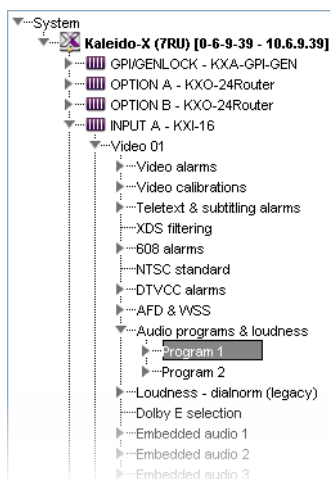 System
Kaleido-X (7RU) [0-6-9-39 - 10.6.9.39]
GPI/GENLOCK - KXA-GPI-GEN
OPTION A - KXO-24Router
OPTION B - KXO-24Router
INPUT A - KXI-16
Video 01
Video alarms
Video calibrations
Teletext & subtitling alarms
XDS filtering
608 alarms
NTSC standard
DTVCC alarms
AFD & WSS
Audio programs & loudness
Program 1
Program 2
Loudness - dialnorm (legacy)
Dolby E selection
Embedded audio 1
Embedded audio 2
Embedded audio 3